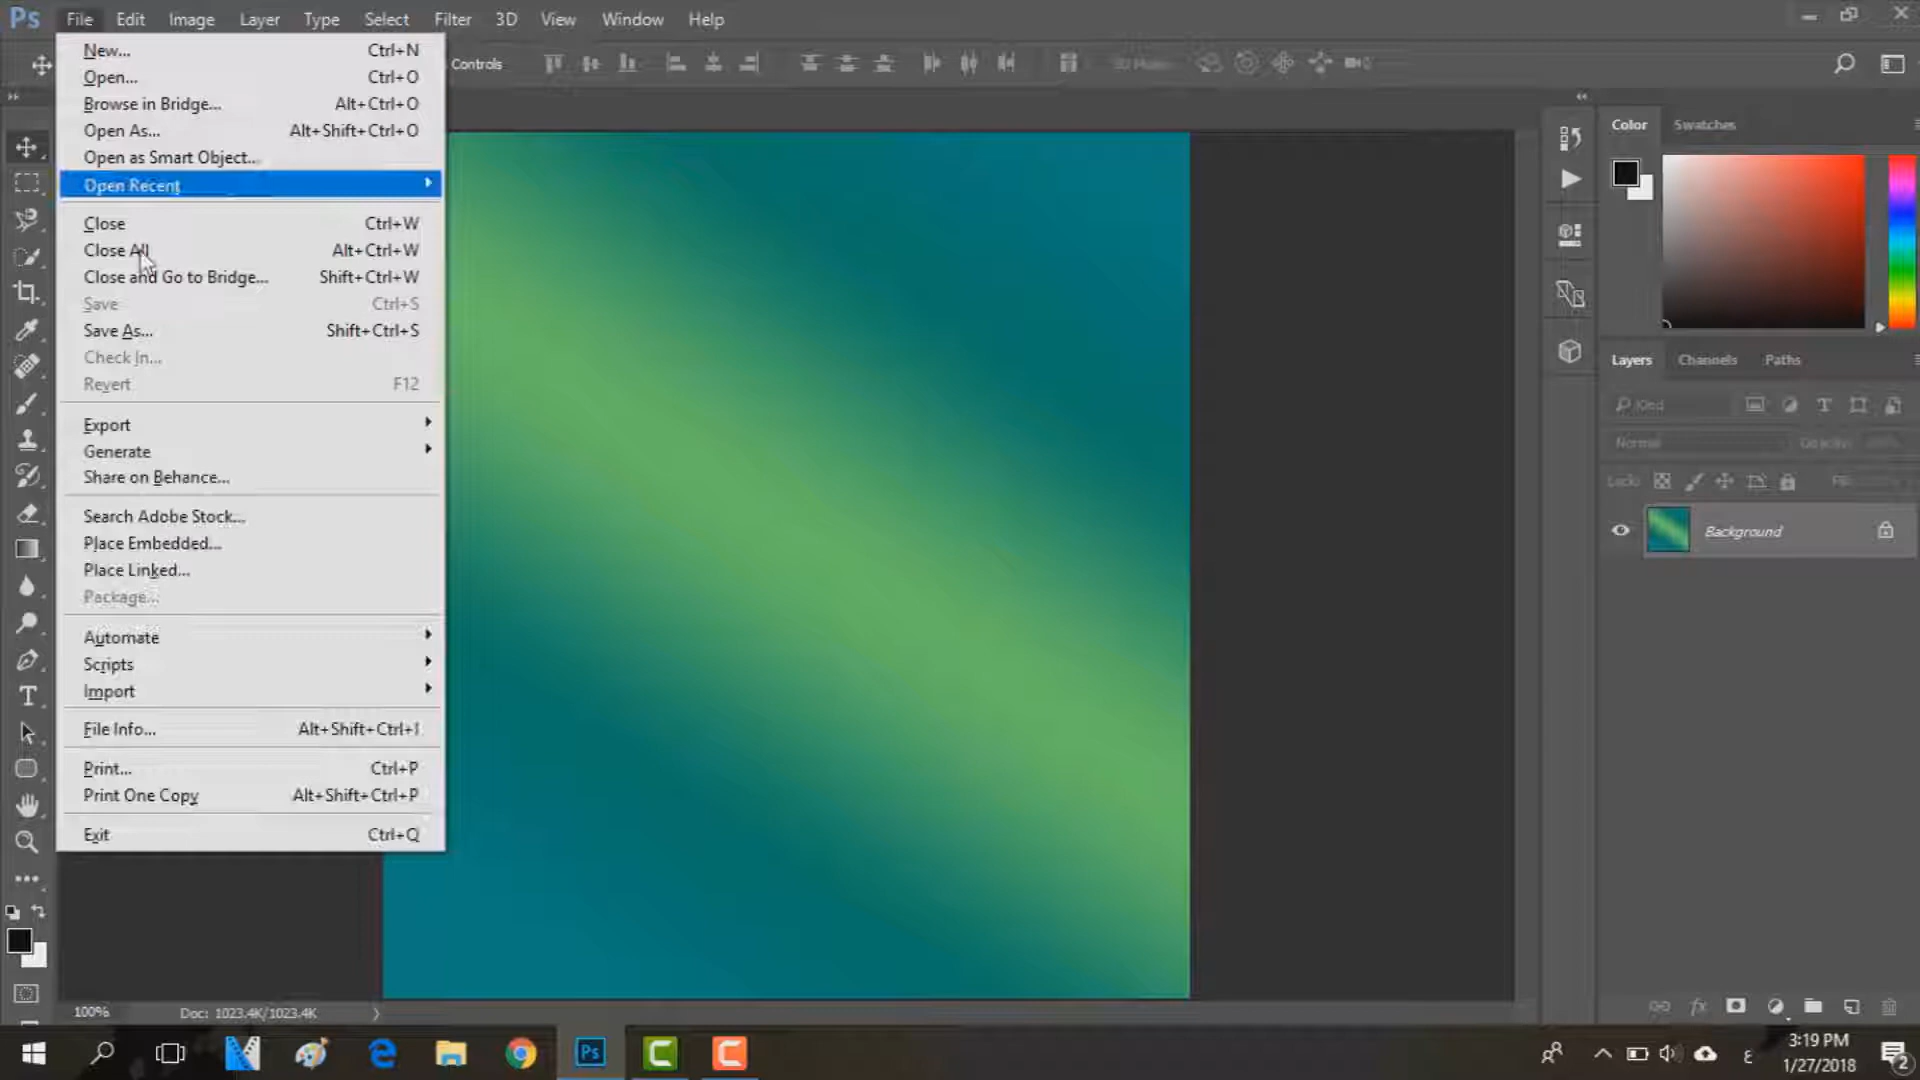 Ps File Edit Image Layer Type Select Filter 3D View Window Help
Controls
New... Ctrl+N
Open... Ctrl+O
Browse in Bridge... Alt+Ctrl+O
Open As... Alt+Shift+Ctrl+O
Open as Smart Object...
Open Recent
Close Ctrl+W
Close All Alt+Ctrl+W
Close and Go to Bridge... Shift+Ctrl+W
Save Ctrl+S
Save As... Shift+Ctrl+S
Check In...
Revert F12
Export
Generate
Share on Behance...
Search Adobe Stock...
Place Embedded...
Place Linked...
Package...
Automate
Scripts
Import
File Info... Alt+Shift+Ctrl+I
Print... Ctrl+P
Print One Copy Alt+Shift+Ctrl+P
Exit Ctrl+Q
Color Swatches
Layers Channels Paths
Kind
Normal Opacity:
Lock:
Background
100% Doc: 1023.4K/1023.4K
Ps
ع
3:19 PM
1/27/2018
2